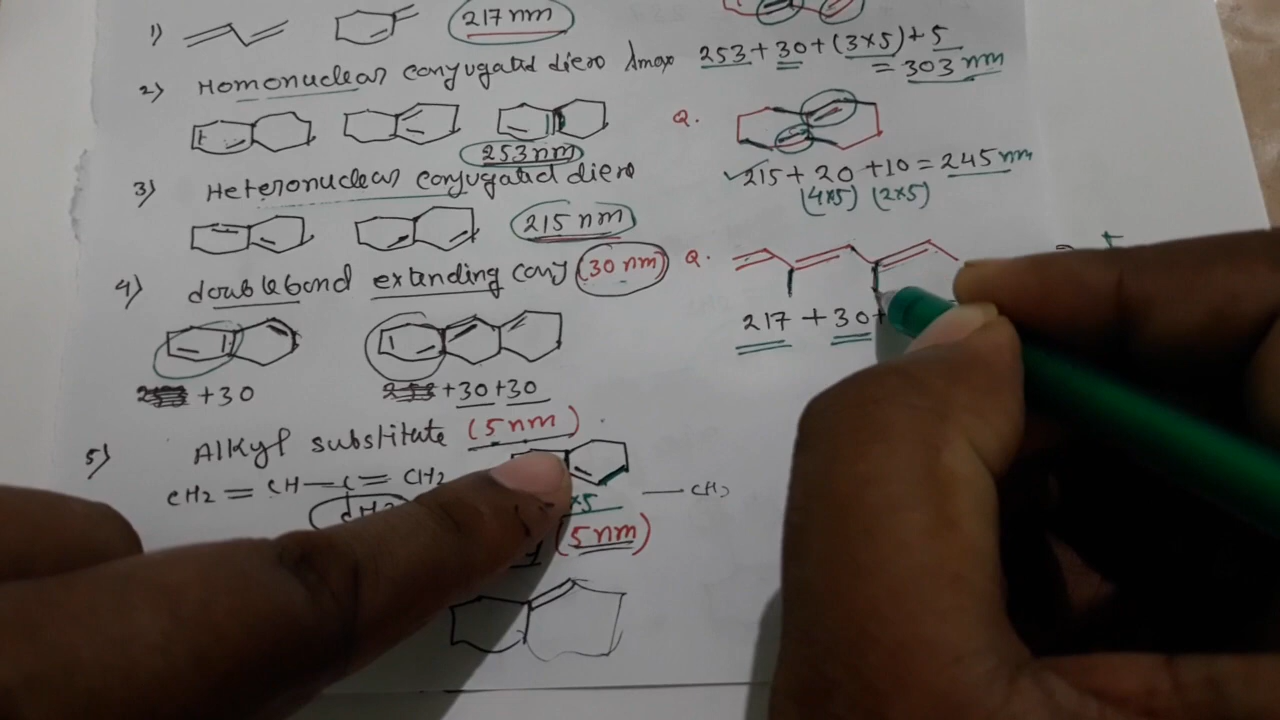 1) 217 nm
2) Homonuclear conjugated diene λmax 253 + 30 + (3×5) + 5
= 303 nm
253 nm
Q.
215 + 20 + 10 = 245 nm
(4×5) (2×5)
3) Heteronuclear conjugated diene
215 nm
4) double bond extending conj (30 nm) Q.
217 + 30 +
+30 +30 +30
5) Alkyl substitute (5 nm)
CH2 = CH — C = CH2
×5
(5 nm)